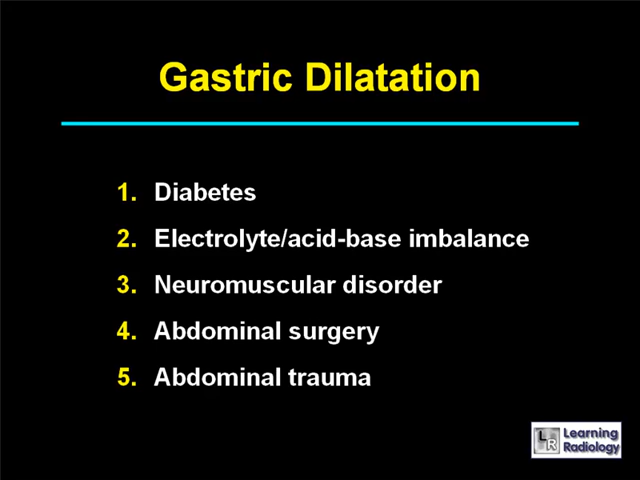 Gastric Dilatation
1. Diabetes
2. Electrolyte/acid-base imbalance
3. Neuromuscular disorder
4. Abdominal surgery
5. Abdominal trauma
LR Learning
Radiology